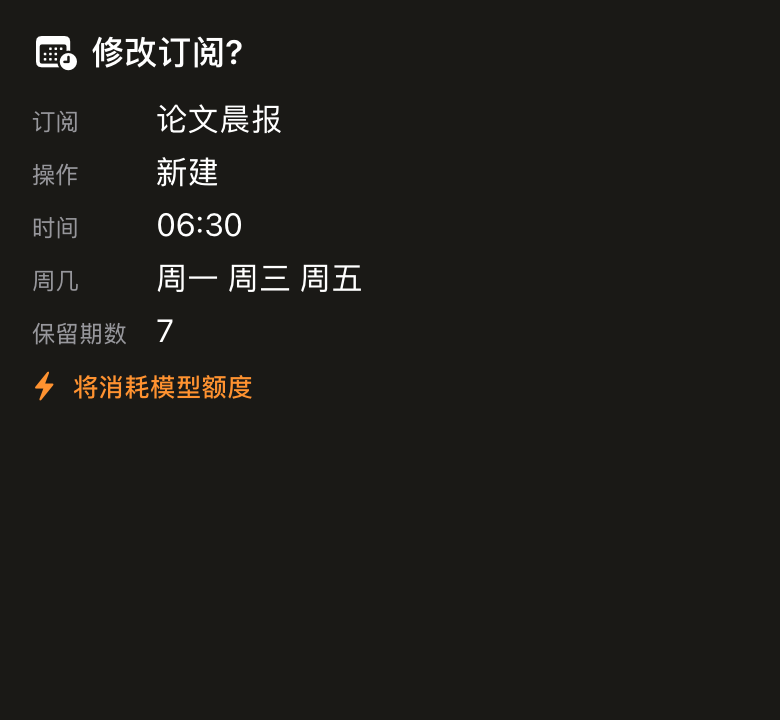 修改订阅?
订阅 论文晨报
操作 新建
时间 06:30
周几 周一 周三 周五
保留期数 7
将消耗模型额度